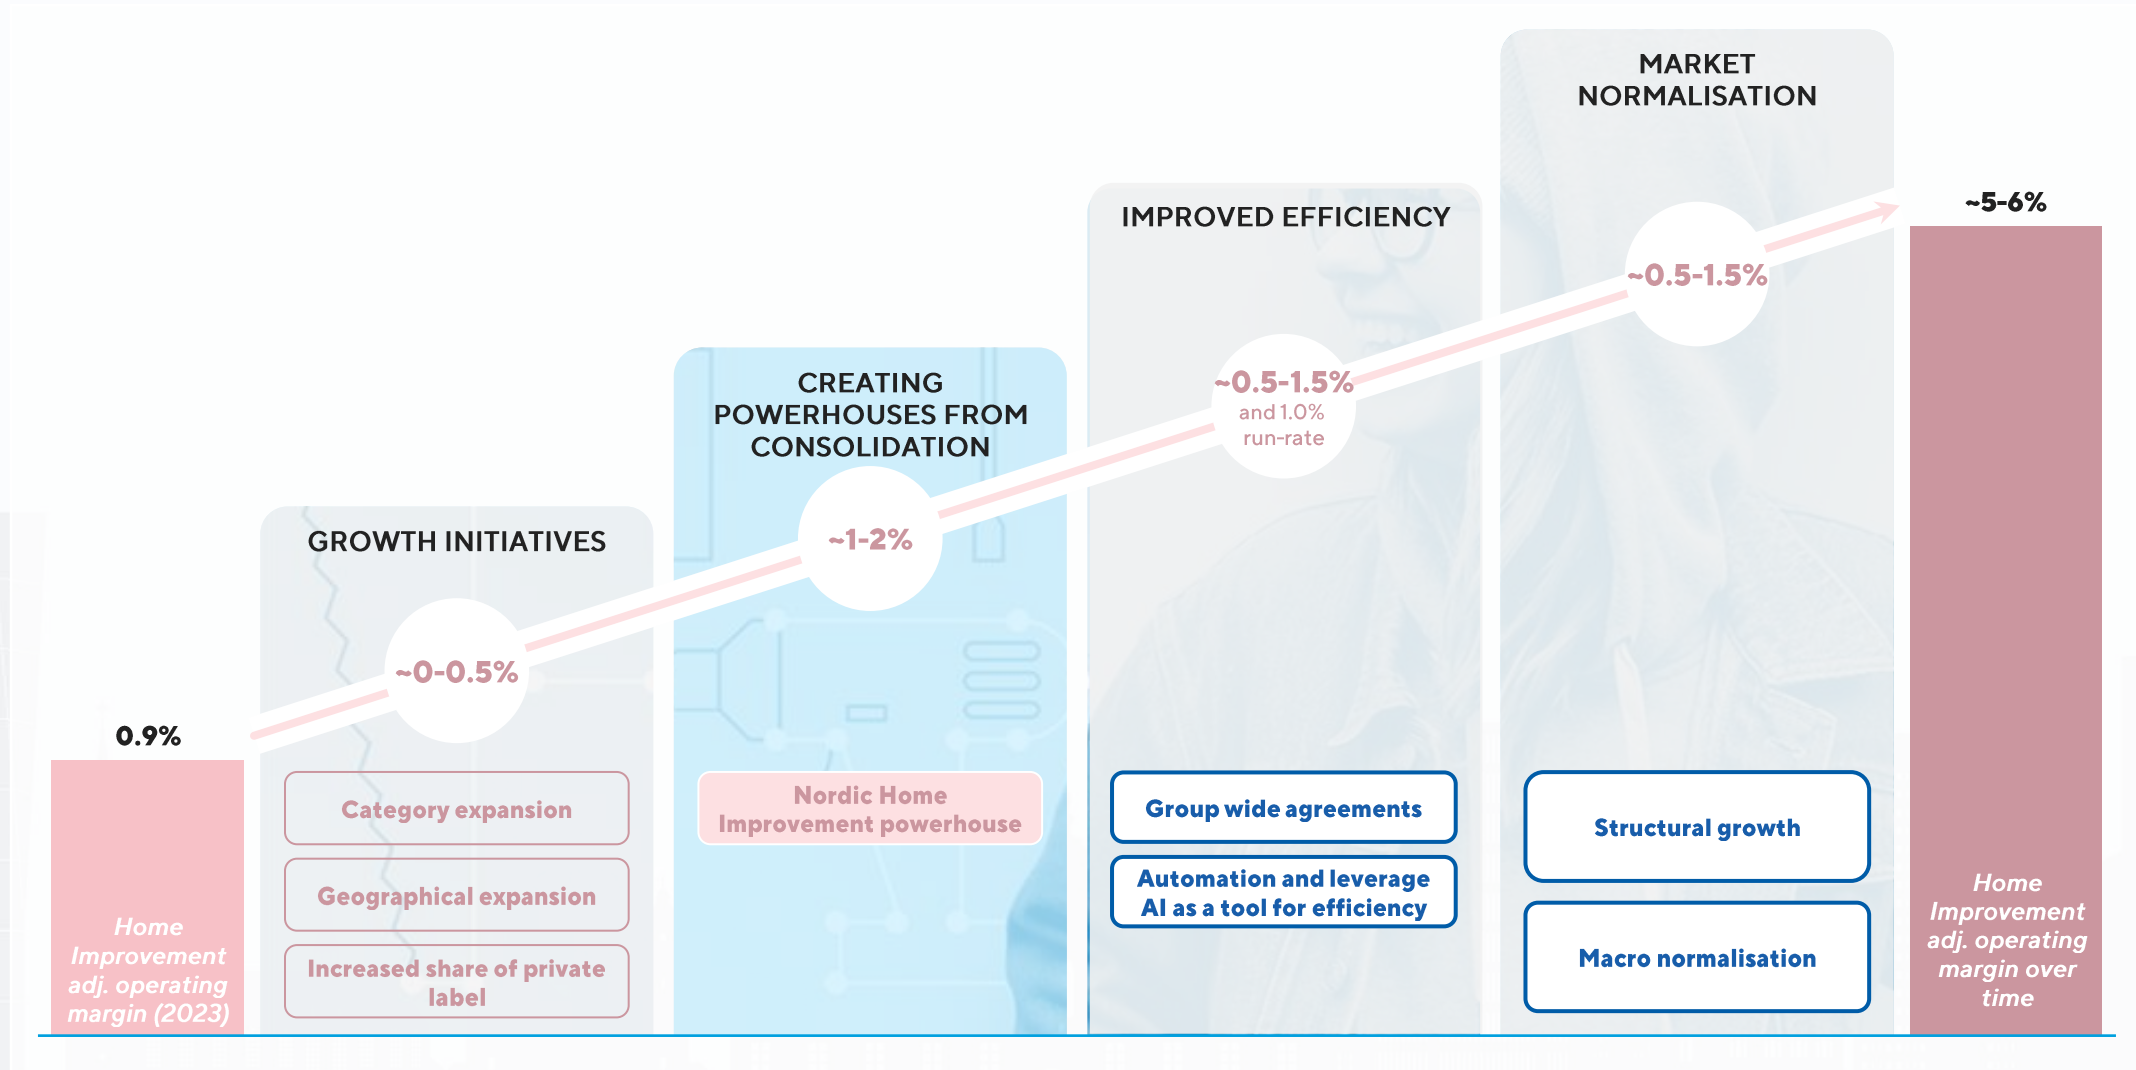 0.9%
Home
Improvement
adj. operating
margin (2023)
GROWTH INITIATIVES
~0-0.5%
Category expansion
Geographical expansion
Increased share of private
label
CREATING
POWERHOUSES FROM
CONSOLIDATION
~1-2%
Nordic Home
Improvement powerhouse
IMPROVED EFFICIENCY
~0.5-1.5%
and 1.0%
run-rate
Group wide agreements
Automation and leverage
AI as a tool for efficiency
MARKET
NORMALISATION
~0.5-1.5%
Structural growth
Macro normalisation
~5-6%
Home
Improvement
adj. operating
margin over
time